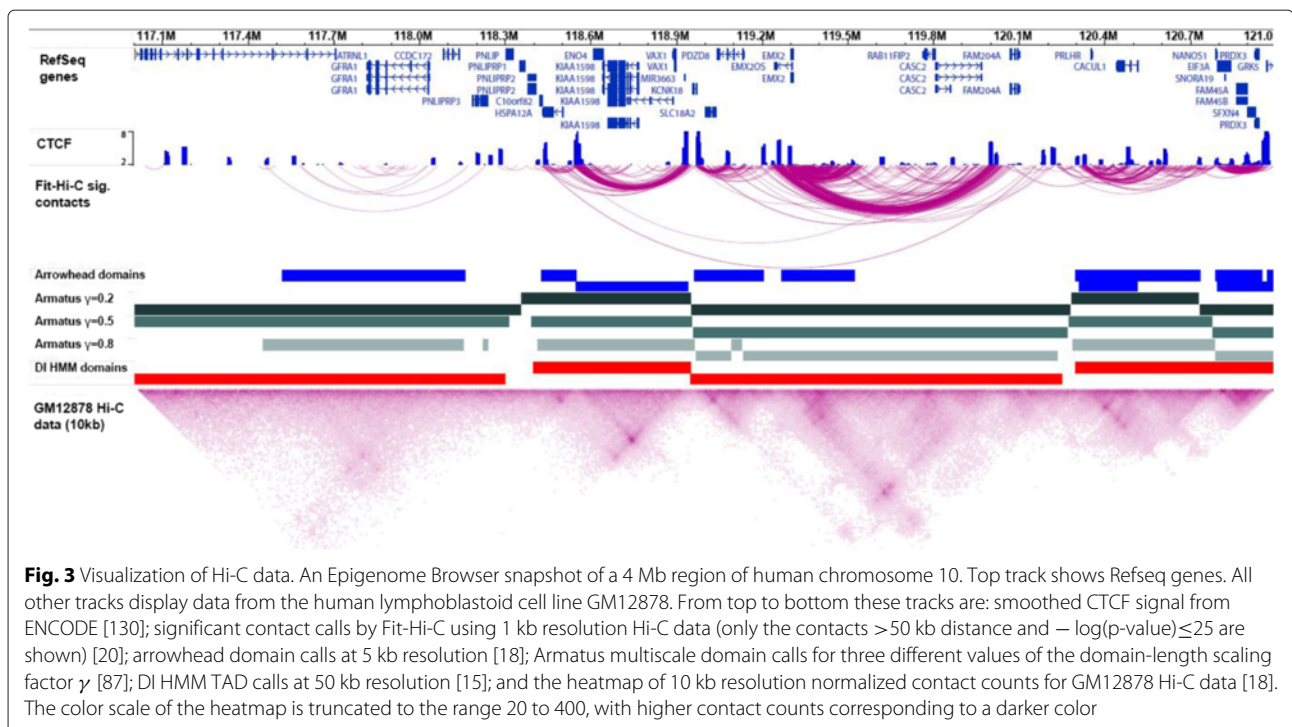 117.1M 117.4M 117.7M 118.0M 118.3M 118.6M 118.9M 119.2M 119.5M 119.8M 120.1M 120.4M 120.7M 121.0
RefSeq genes
ATRNL1 CCDC172 PNLIP ENO4 VAX1 PDZD8 EMX2 RAB11FIP2 FAM204A PRLHR NANOS1 PRDX3
GFRA1 PNLIPRP1 KIAA1598 VAX1 EMX2OS CASC2 CACUL1 EIF3A GRK5
GFRA1 PNLIPRP2 KIAA1598 MIR3663 EMX2 CASC2 SNORA19
GFRA1 PNLIPRP2 KIAA1598 KCNK18 CASC2 FAM204A FAM45A
PNLIPRP3 C10orf82 KIAA1598 FAM45B
HSPA12A SLC18A2 SFXN4
KIAA1598 PRDX3
CTCF
8
2
Fit-Hi-C sig. contacts
Arrowhead domains
Armatus γ=0.2
Armatus γ=0.5
Armatus γ=0.8
DI HMM domains
GM12878 Hi-C data (10kb)
Fig. 3 Visualization of Hi-C data. An Epigenome Browser snapshot of a 4 Mb region of human chromosome 10. Top track shows Refseq genes. All
other tracks display data from the human lymphoblastoid cell line GM12878. From top to bottom these tracks are: smoothed CTCF signal from
ENCODE [130]; significant contact calls by Fit-Hi-C using 1 kb resolution Hi-C data (only the contacts >50 kb distance and − log(p-value)≤25 are
shown) [20]; arrowhead domain calls at 5 kb resolution [18]; Armatus multiscale domain calls for three different values of the domain-length scaling
factor γ [87]; DI HMM TAD calls at 50 kb resolution [15]; and the heatmap of 10 kb resolution normalized contact counts for GM12878 Hi-C data [18].
The color scale of the heatmap is truncated to the range 20 to 400, with higher contact counts corresponding to a darker color